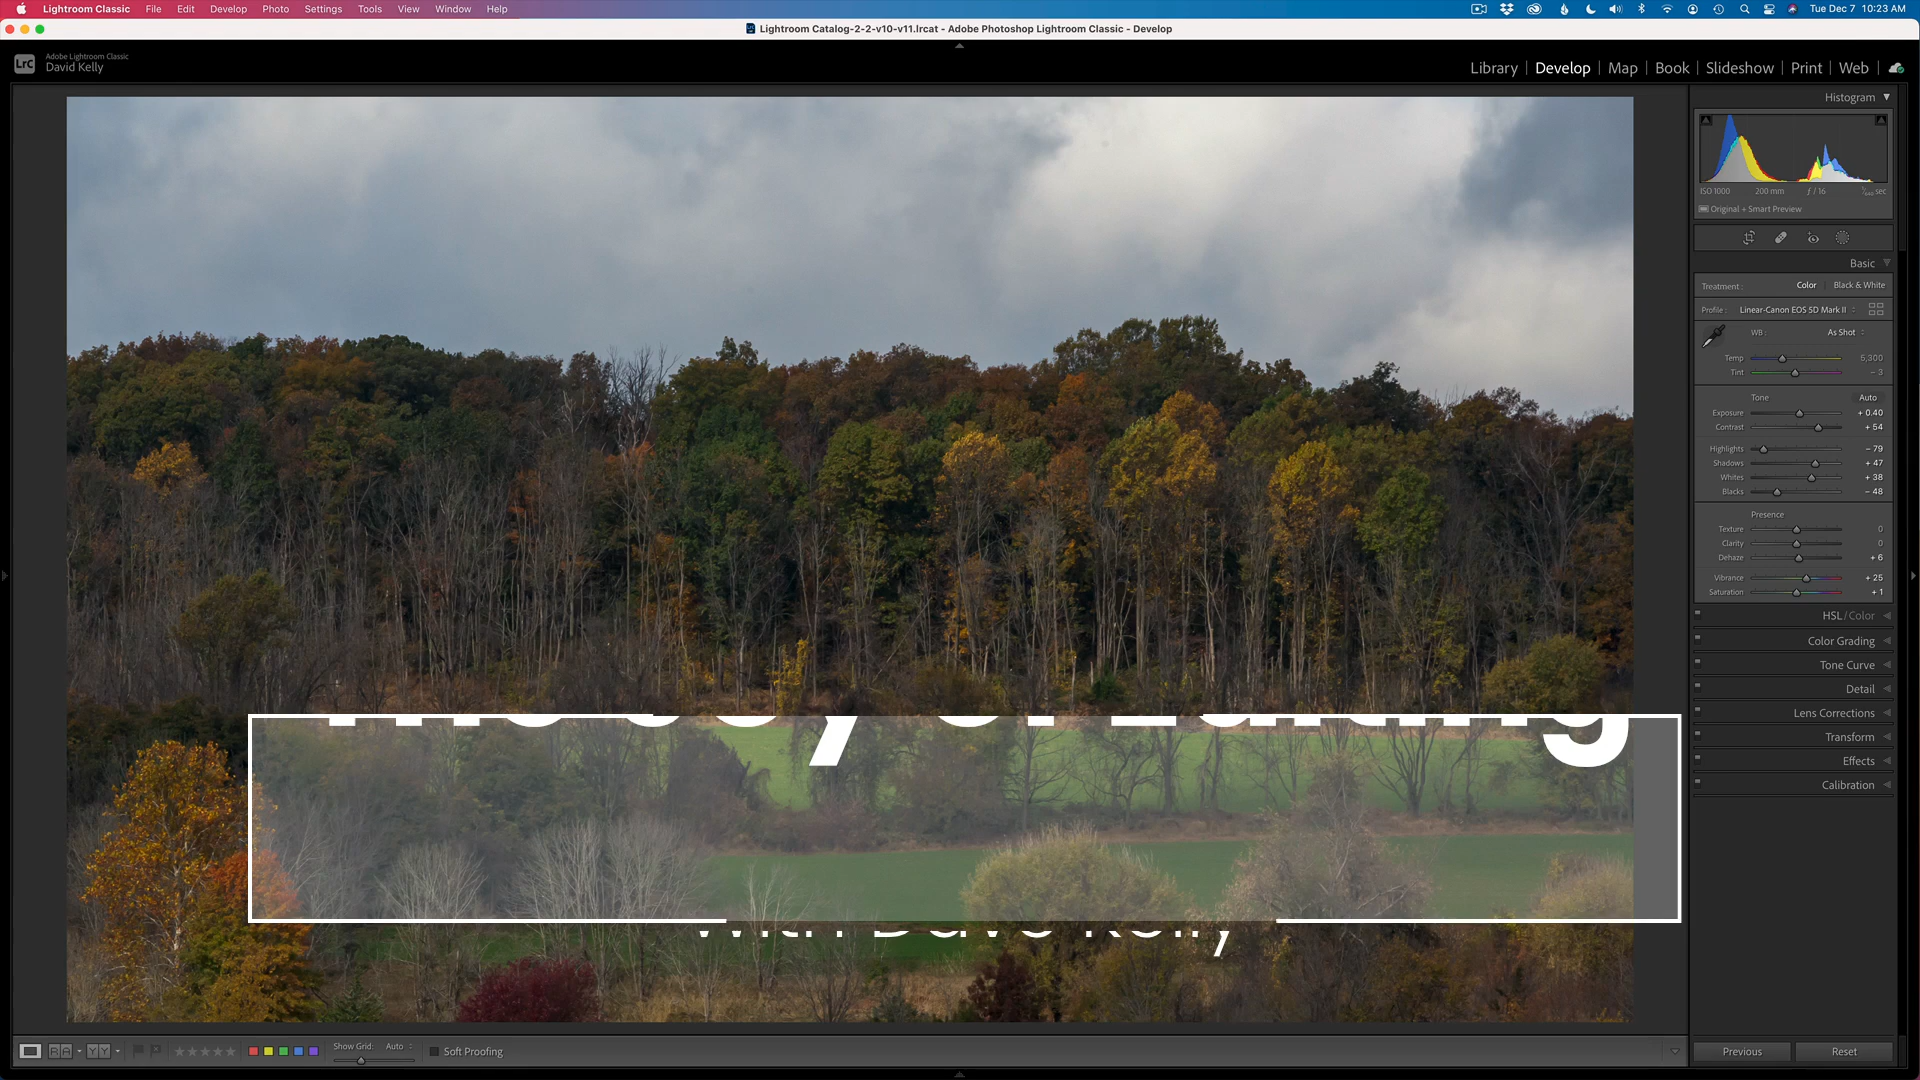 Lightroom Classic File Edit Develop Photo Settings Tools View Window Help Tue Dec 7 10:23 AM
Lightroom Catalog-2-2-v10-v11.lrcat - Adobe Photoshop Lightroom Classic - Develop
LrC Adobe Lightroom Classic
David Kelly
Library | Develop | Map | Book | Slideshow | Print | Web
Histogram
ISO 1000 200 mm ƒ / 16 sec
Original + Smart Preview
Basic
Treatment : Color Black & White
Profile : Linear-Canon EOS 5D Mark II
WB : As Shot
Temp 5,300
Tint - 3
Tone Auto
Exposure + 0.40
Contrast + 54
Highlights - 79
Shadows + 47
Whites + 38
Blacks - 48
Presence
Texture 0
Clarity 0
Dehaze + 6
Vibrance + 25
Saturation + 1
HSL / Color
Color Grading
Tone Curve
Detail
Lens Corrections
Transform
Effects
Calibration
With Dave Kelly
R A Y Y Show Grid: Auto Soft Proofing
Previous Reset